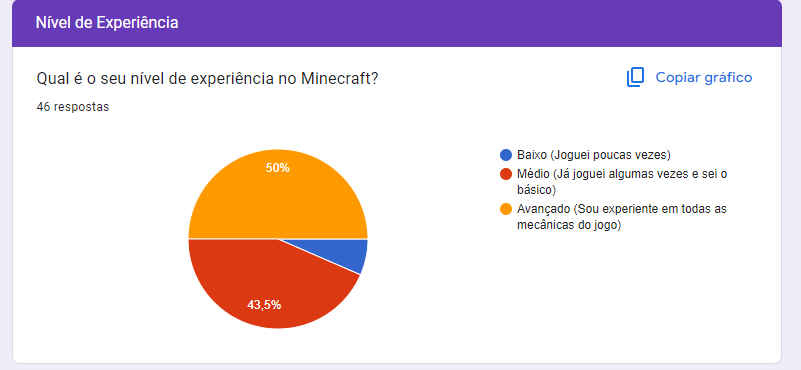 Nível de Experiência
Qual é o seu nível de experiência no Minecraft?
Copiar gráfico
46 respostas
50%
43,5%
Baixo (Joguei poucas vezes)
Médio (Já joguei algumas vezes e sei o
básico)
Avançado (Sou experiente em todas as
mecânicas do jogo)